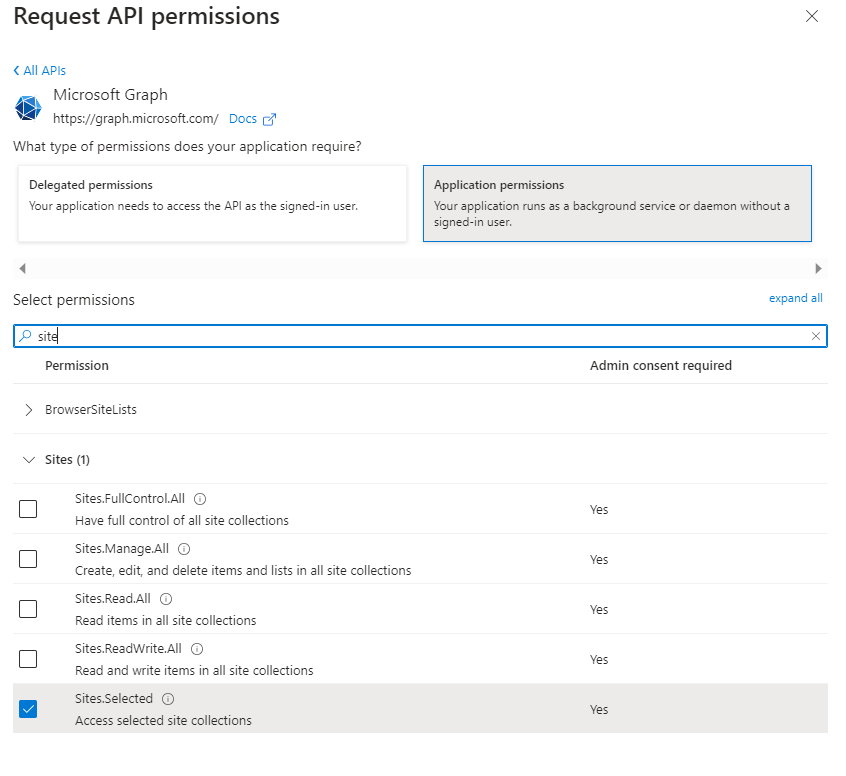 Request API permissions
All APIs
Microsoft Graph
https://graph.microsoft.com/ Docs
What type of permissions does your application require?
Delegated permissions
Your application needs to access the API as the signed-in user.
Application permissions
Your application runs as a background service or daemon without a
signed-in user.
Select permissions
expand all
site
Permission Admin consent required
BrowserSiteLists
Sites (1)
Sites.FullControl.All
Have full control of all site collections
Yes
Sites.Manage.All
Create, edit, and delete items and lists in all site collections
Yes
Sites.Read.All
Read items in all site collections
Yes
Sites.ReadWrite.All
Read and write items in all site collections
Yes
Sites.Selected
Access selected site collections
Yes